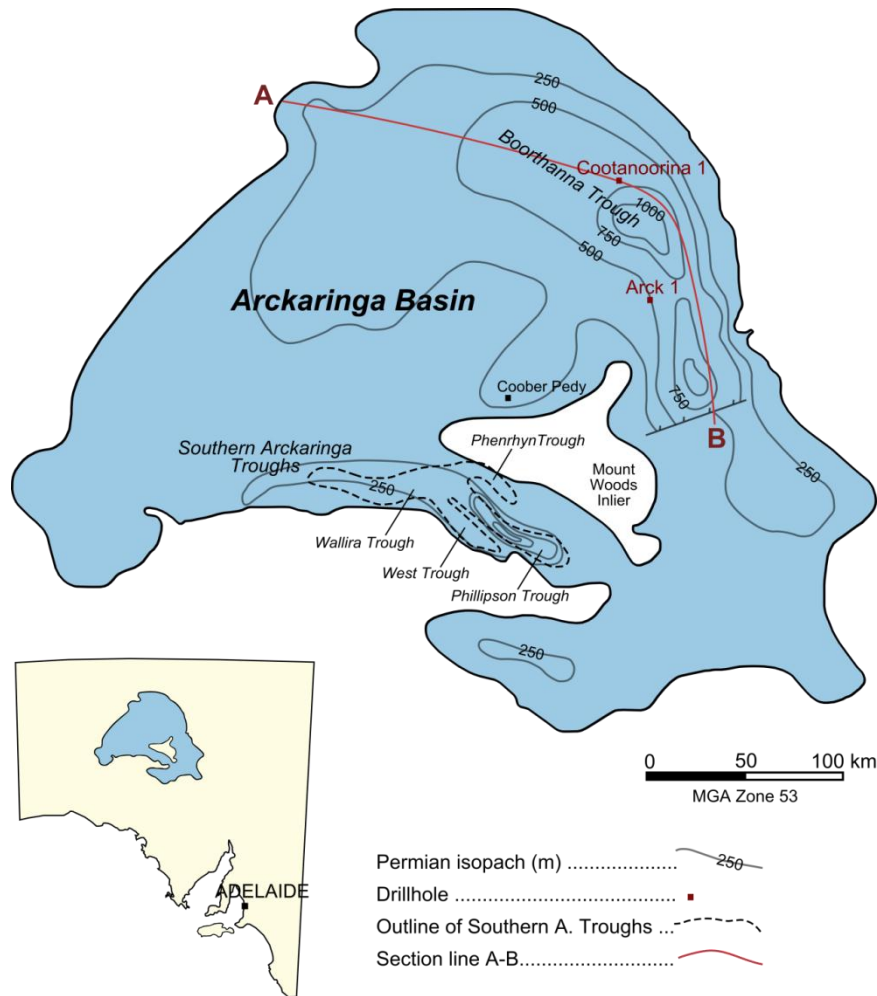 250
A
500
Boorthanna Trough
Cootanoorina 1
1000
750
500
Arck 1
Arckaringa Basin
Coober Pedy
750
B
Southern Arckaringa
Troughs
PhenrhynTrough
Mount
Woods
Inlier
250
250
Wallira Trough
West Trough
Phillipson Trough
250
0 50 100 km
MGA Zone 53
ADELAIDE
Permian isopach (m) .................. 250
Drillhole ........................................
Outline of Southern A. Troughs ...
Section line A-B............................